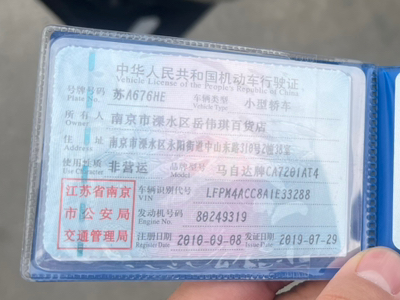 中华人民共和国机动车行驶证
Vehicle License of the People's Republic of China
号牌号码 苏A676HE 车辆类型 小型轿车
Plate No. Vehicle Type
所有人 南京市溧水区岳伟琪百货店
Owner
住址 南京市溧水区永阳街道中山东路318号2幢38室
Address
使用性质 非营运 品牌型号 马自达牌CA7201AT4
Use Character Model
江苏省南京
市公安局
交通管理局
车辆识别代号 LFPM4ACC8A1E33288
VIN
发动机号码 80249319
Engine No.
注册日期 2010-09-08 发证日期 2019-07-29
Register Date Issue Date